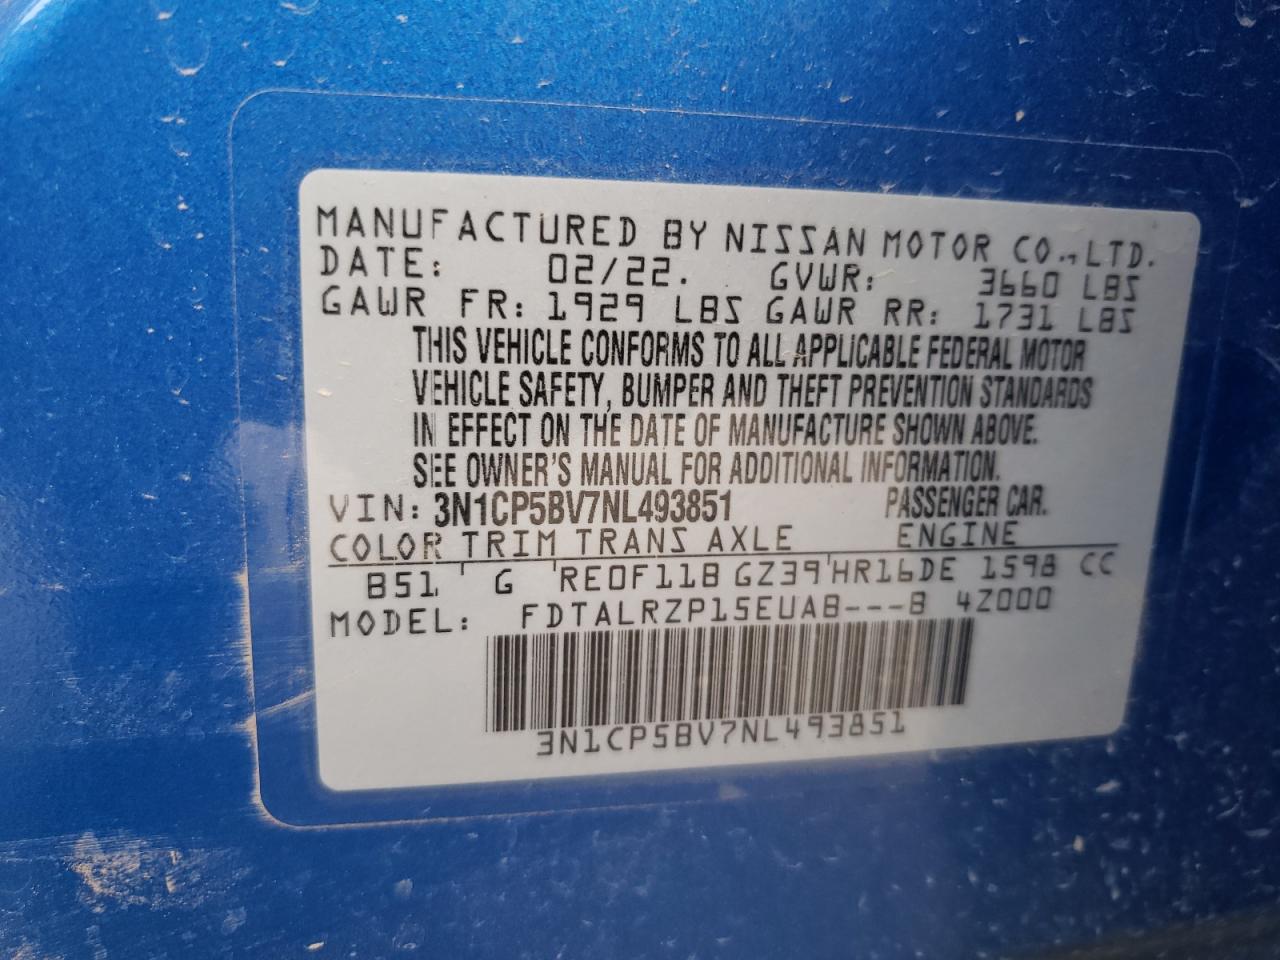 MANUFACTURED BY NISSAN MOTOR CO., LTD.
DATE: 02/22. GVWR: 3660 LBS
GAWR FR: 1929 LBS GAWR RR: 1731 LBS
THIS VEHICLE CONFORMS TO ALL APPLICABLE FEDERAL MOTOR
VEHICLE SAFETY, BUMPER AND THEFT PREVENTION STANDARDS
IN EFFECT ON THE DATE OF MANUFACTURE SHOWN ABOVE.
SEE OWNER'S MANUAL FOR ADDITIONAL INFORMATION.
VIN: 3N1CP5BV7NL493851 PASSENGER CAR.
COLOR TRIM TRANS AXLE ENGINE
B51 G RE0F11B GZ39 HR16DE 1598 CC
MODEL: FDTALRZP15EUAB---B 4Z000
3N1CP5BV7NL493851